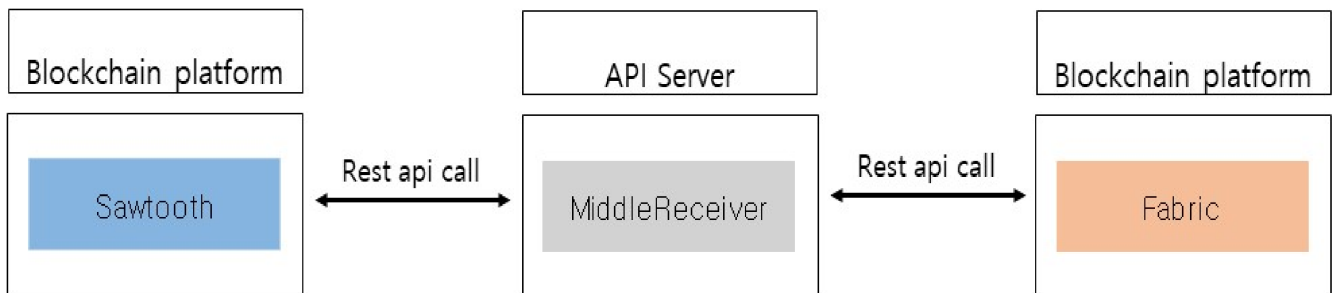 Blockchain platform
API Server
Blockchain platform
Sawtooth
Rest api call
MiddleReceiver
Rest api call
Fabric